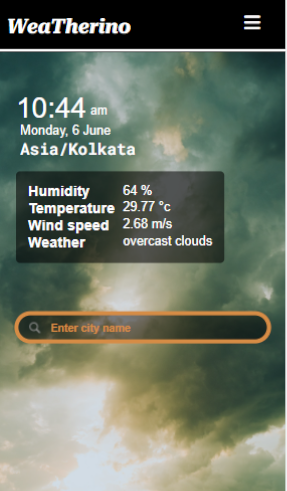 WeaTherino
10:44 am
Monday, 6 June
Asia/Kolkata
Humidity 64 %
Temperature 29.77 °c
Wind speed 2.68 m/s
Weather overcast clouds
Enter city name